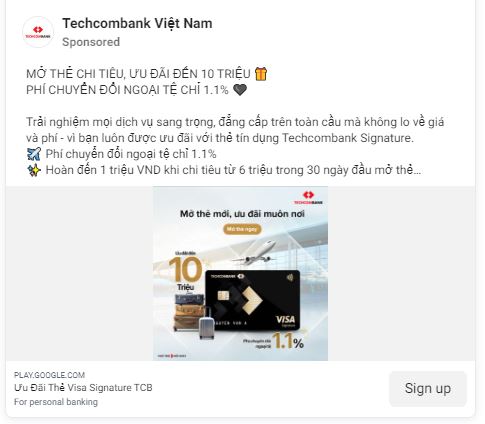 Techcombank Việt Nam
Sponsored
MỞ THẺ CHI TIÊU, ƯU ĐÃI ĐẾN 10 TRIỆU
PHÍ CHUYỂN ĐỔI NGOẠI TỆ CHỈ 1.1%
Trải nghiệm mọi dịch vụ sang trọng, đẳng cấp trên toàn cầu mà không lo về giá
và phí - vì bạn luôn được ưu đãi với thẻ tín dụng Techcombank Signature.
Phí chuyển đổi ngoại tệ chỉ 1.1%
Hoàn đến 1 triệu VND khi chi tiêu từ 6 triệu trong 30 ngày đầu mở thẻ...
TECHCOMBANK
TECHCOMBANK
Mở thẻ mới, ưu đãi muôn nơi
Mở thẻ ngay
Ưu đãi đến
10
Triệu
TECHCOMBANK
NGUYEN VAN A
VISA
Signature
Phí chuyển đổi
ngoại tệ
1.1%
PLAY.GOOGLE.COM
Ưu Đãi Thẻ Visa Signature TCB
For personal banking
Sign up